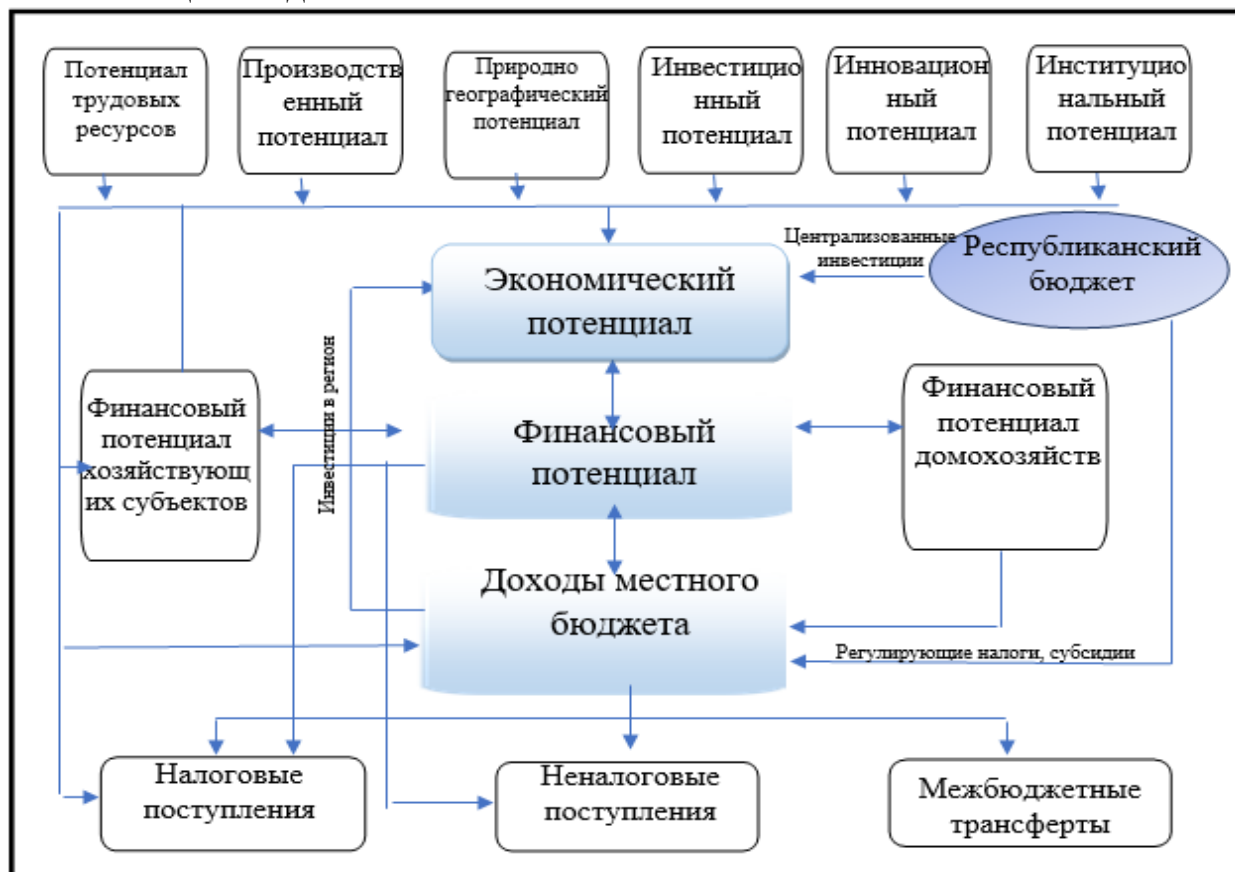 Потенциал
трудовых
ресурсов
Производств
енный
потенциал
Природно
географический
потенциал
Инвестицио
нный
потенциал
Инновацион
ный
потенциал
Институцио
нальный
потенциал
Централизованные
инвестиции
Республиканский
бюджет
Экономический
потенциал
Инвестиции в регион
Финансовый
потенциал
хозяйствующ
их субъектов
Финансовый
потенциал
Финансовый
потенциал
домохозяйств
Доходы местного
бюджета
Регулирующие налоги, субсидии
Налоговые
поступления
Неналоговые
поступления
Межбюджетные
трансферты